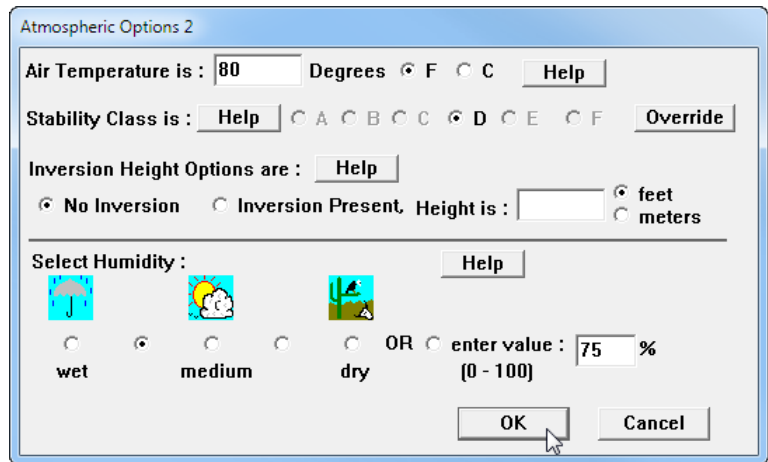 Atmospheric Options 2
Air Temperature is : 80 Degrees F C Help
Stability Class is : Help A B C D E F Override
Inversion Height Options are : Help
No Inversion Inversion Present, Height is : feet
meters
Select Humidity : Help
OR enter value : 75 %
wet medium dry (0 - 100)
OK Cancel